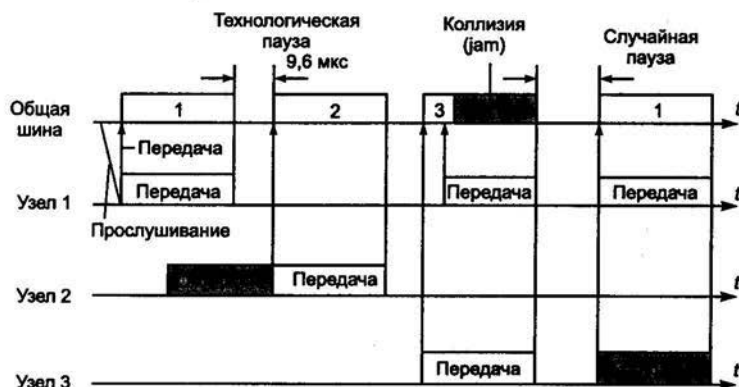 Технологическая
пауза
9,6 мкс
Коллизия
(jam)
Случайная
пауза
Общая
шина
1
2
3
1
t
Передача
Узел 1
Передача
Передача
Передача
t
Прослушивание
Узел 2
Передача
t
Узел 3
Передача
t